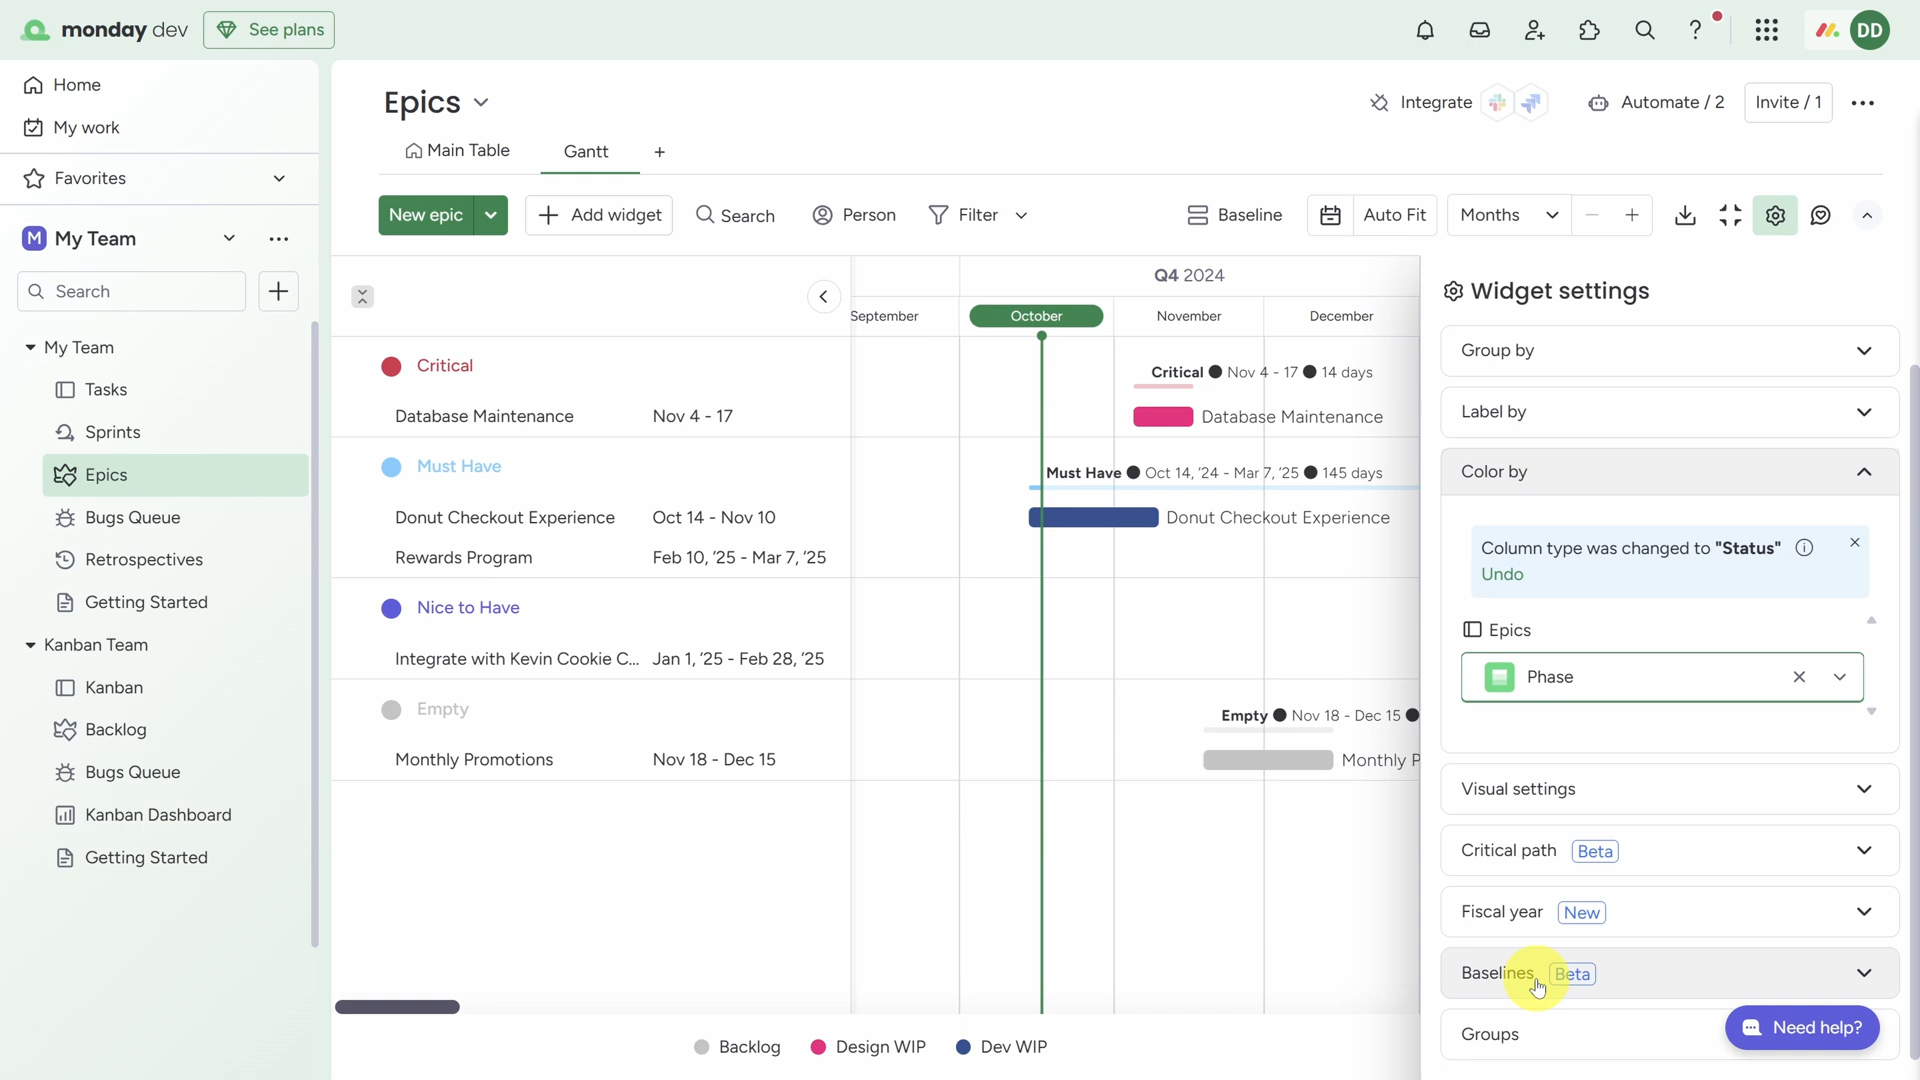 monday dev
See plans
DD
Home
My work
Favorites
M My Team
Search
My Team
Tasks
Sprints
Epics
Bugs Queue
Retrospectives
Getting Started
Kanban Team
Kanban
Backlog
Bugs Queue
Kanban Dashboard
Getting Started
Epics
Integrate
Automate / 2
Invite / 1
Main Table
Gantt
New epic
Add widget
Search
Person
Filter
Baseline
Auto Fit
Months
Q4 2024
September
October
November
December
Critical
Critical ● Nov 4 - 17 ● 14 days
Database Maintenance Nov 4 - 17
Database Maintenance
Must Have
Must Have ● Oct 14, '24 - Mar 7, '25 ● 145 days
Donut Checkout Experience Oct 14 - Nov 10
Donut Checkout Experience
Rewards Program Feb 10, '25 - Mar 7, '25
Nice to Have
Integrate with Kevin Cookie C... Jan 1, '25 - Feb 28, '25
Empty
Empty ● Nov 18 - Dec 15 ●
Monthly Promotions Nov 18 - Dec 15
Monthly P
Backlog
Design WIP
Dev WIP
Widget settings
Group by
Label by
Color by
Column type was changed to "Status"
Undo
Epics
Phase
Visual settings
Critical path Beta
Fiscal year New
Baselines Beta
Groups
Need help?